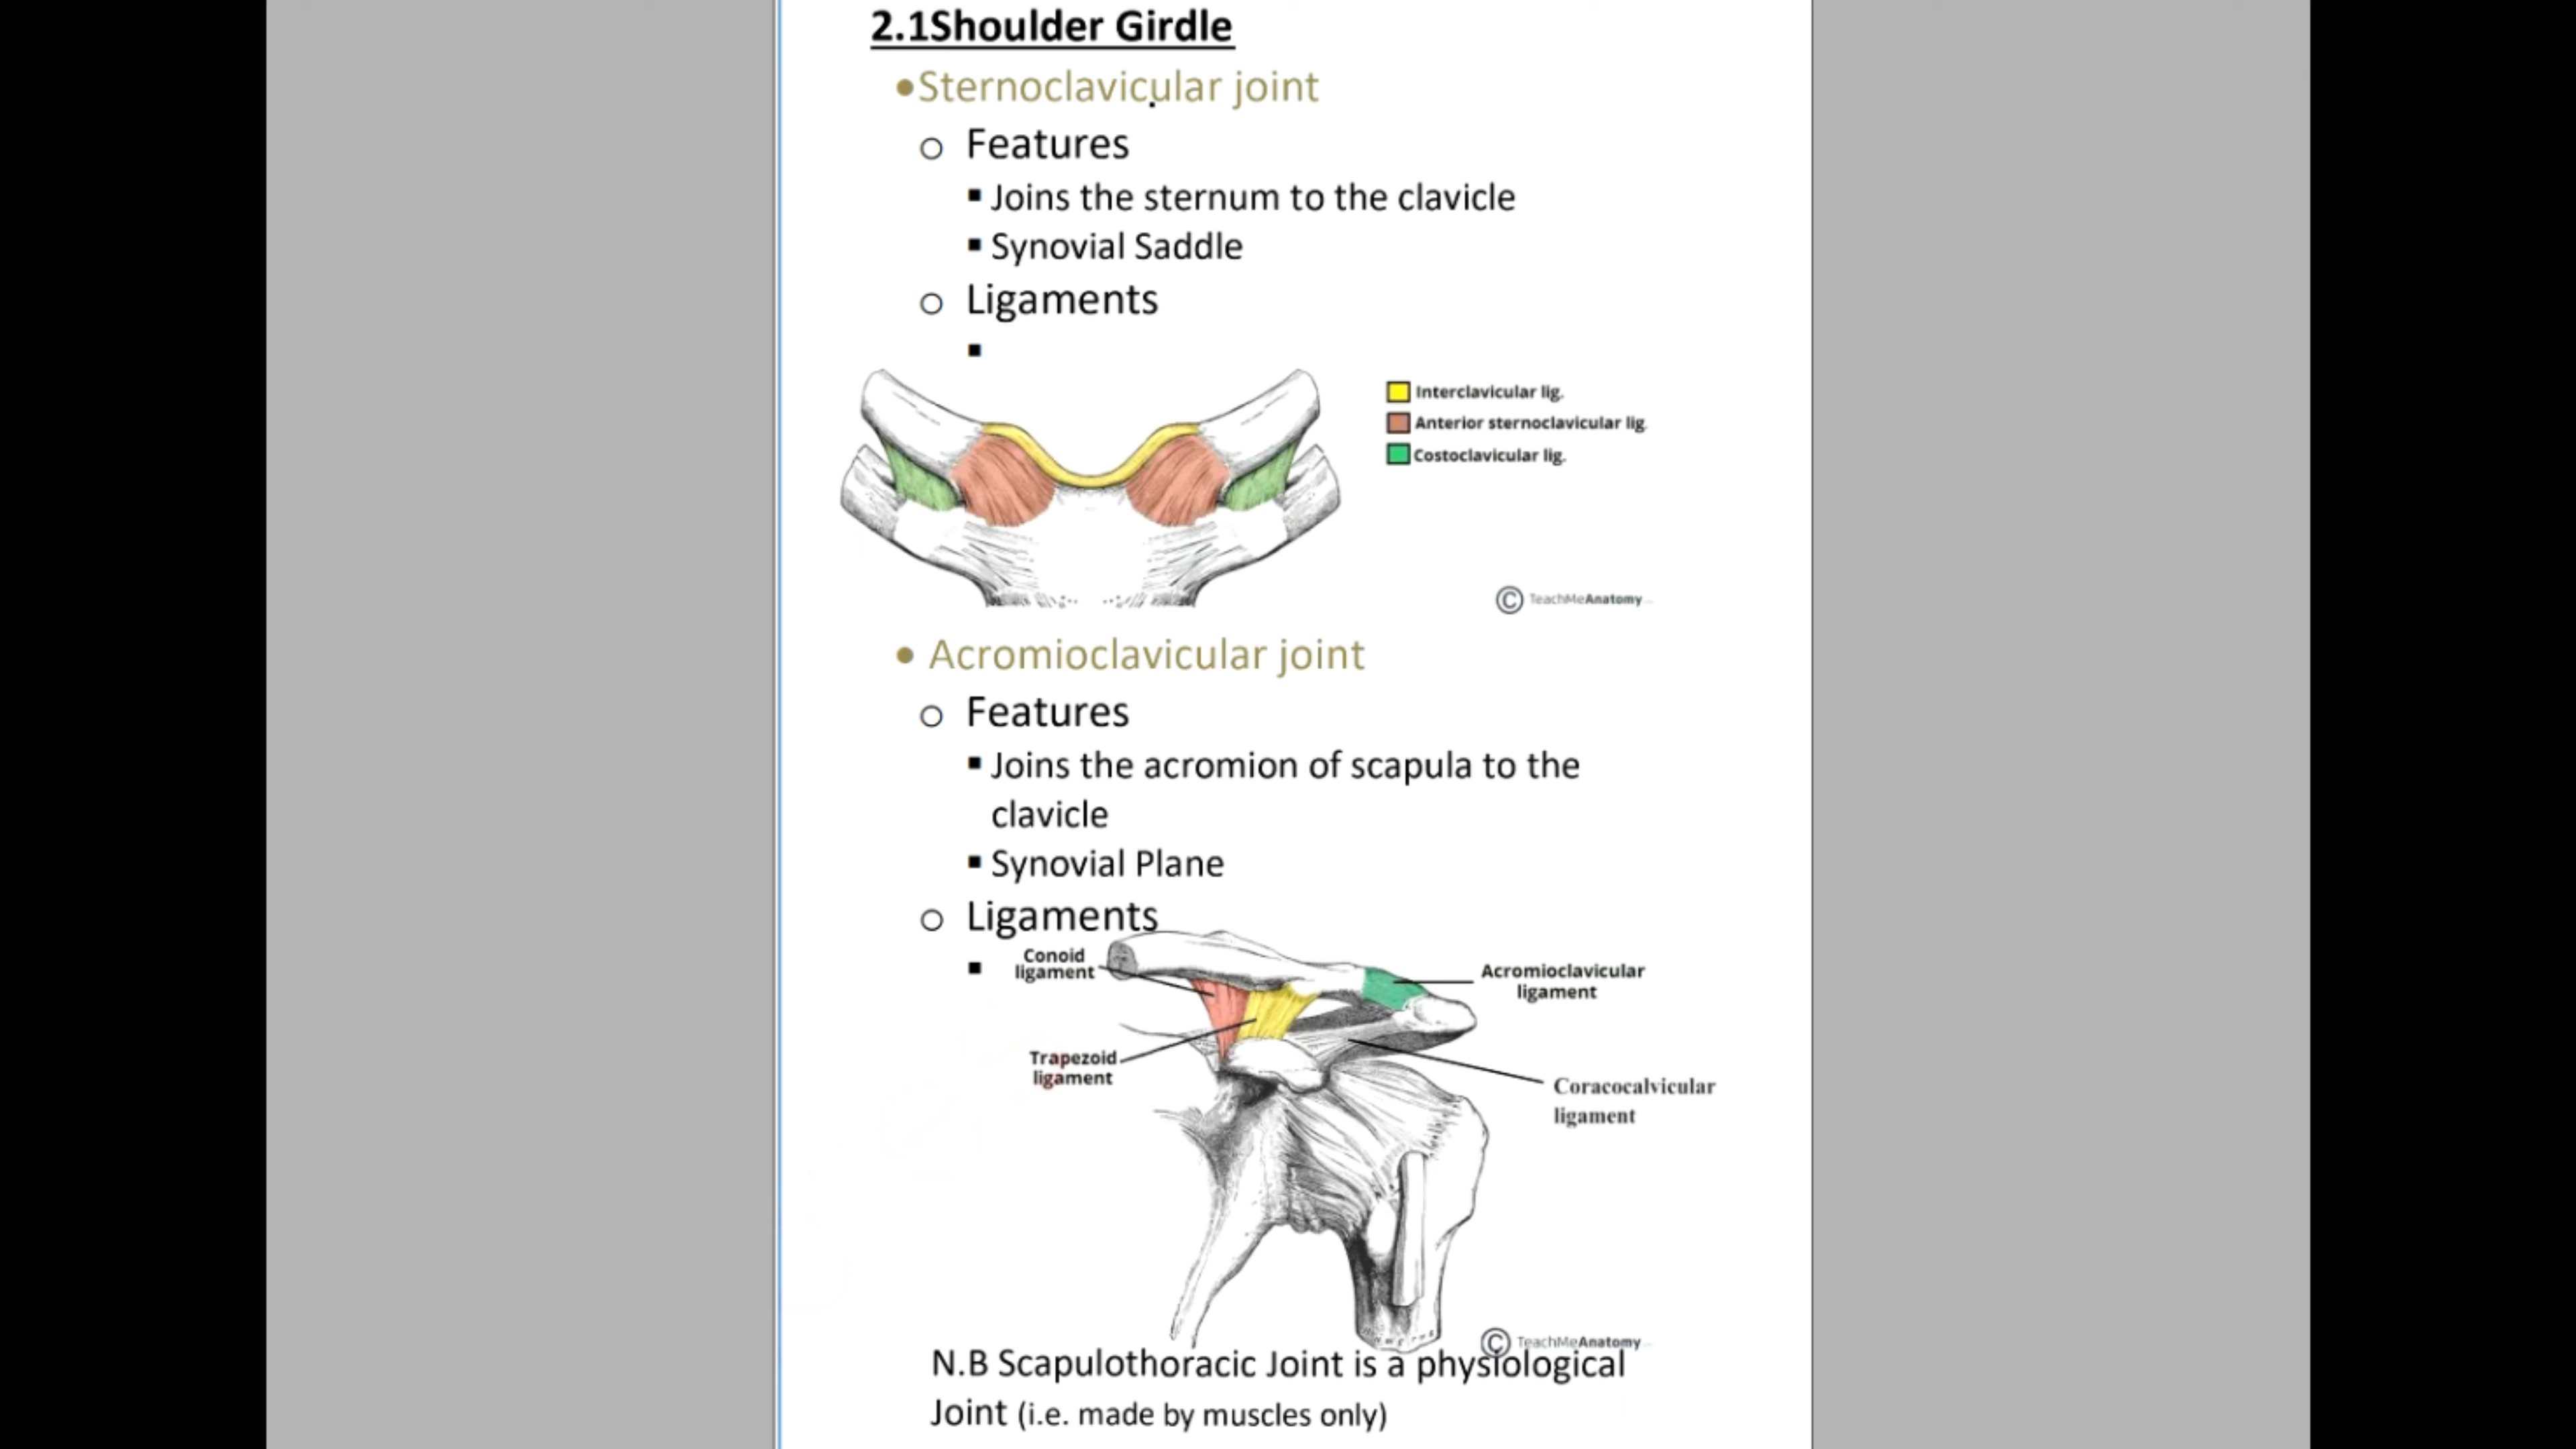 2.1Shoulder Girdle
•Sternoclavicular joint
o Features
▪ Joins the sternum to the clavicle
▪ Synovial Saddle
o Ligaments
▪
Interclavicular lig.
Anterior sternoclavicular lig.
Costoclavicular lig.
© TeachMeAnatomy
• Acromioclavicular joint
o Features
▪ Joins the acromion of scapula to the
clavicle
▪ Synovial Plane
o Ligaments
▪
Conoid
ligament
Acromioclavicular
ligament
Trapezoid
ligament
Coracocalvicular
ligament
© TeachMeAnatomy
N.B Scapulothoracic Joint is a physiological
Joint (i.e. made by muscles only)